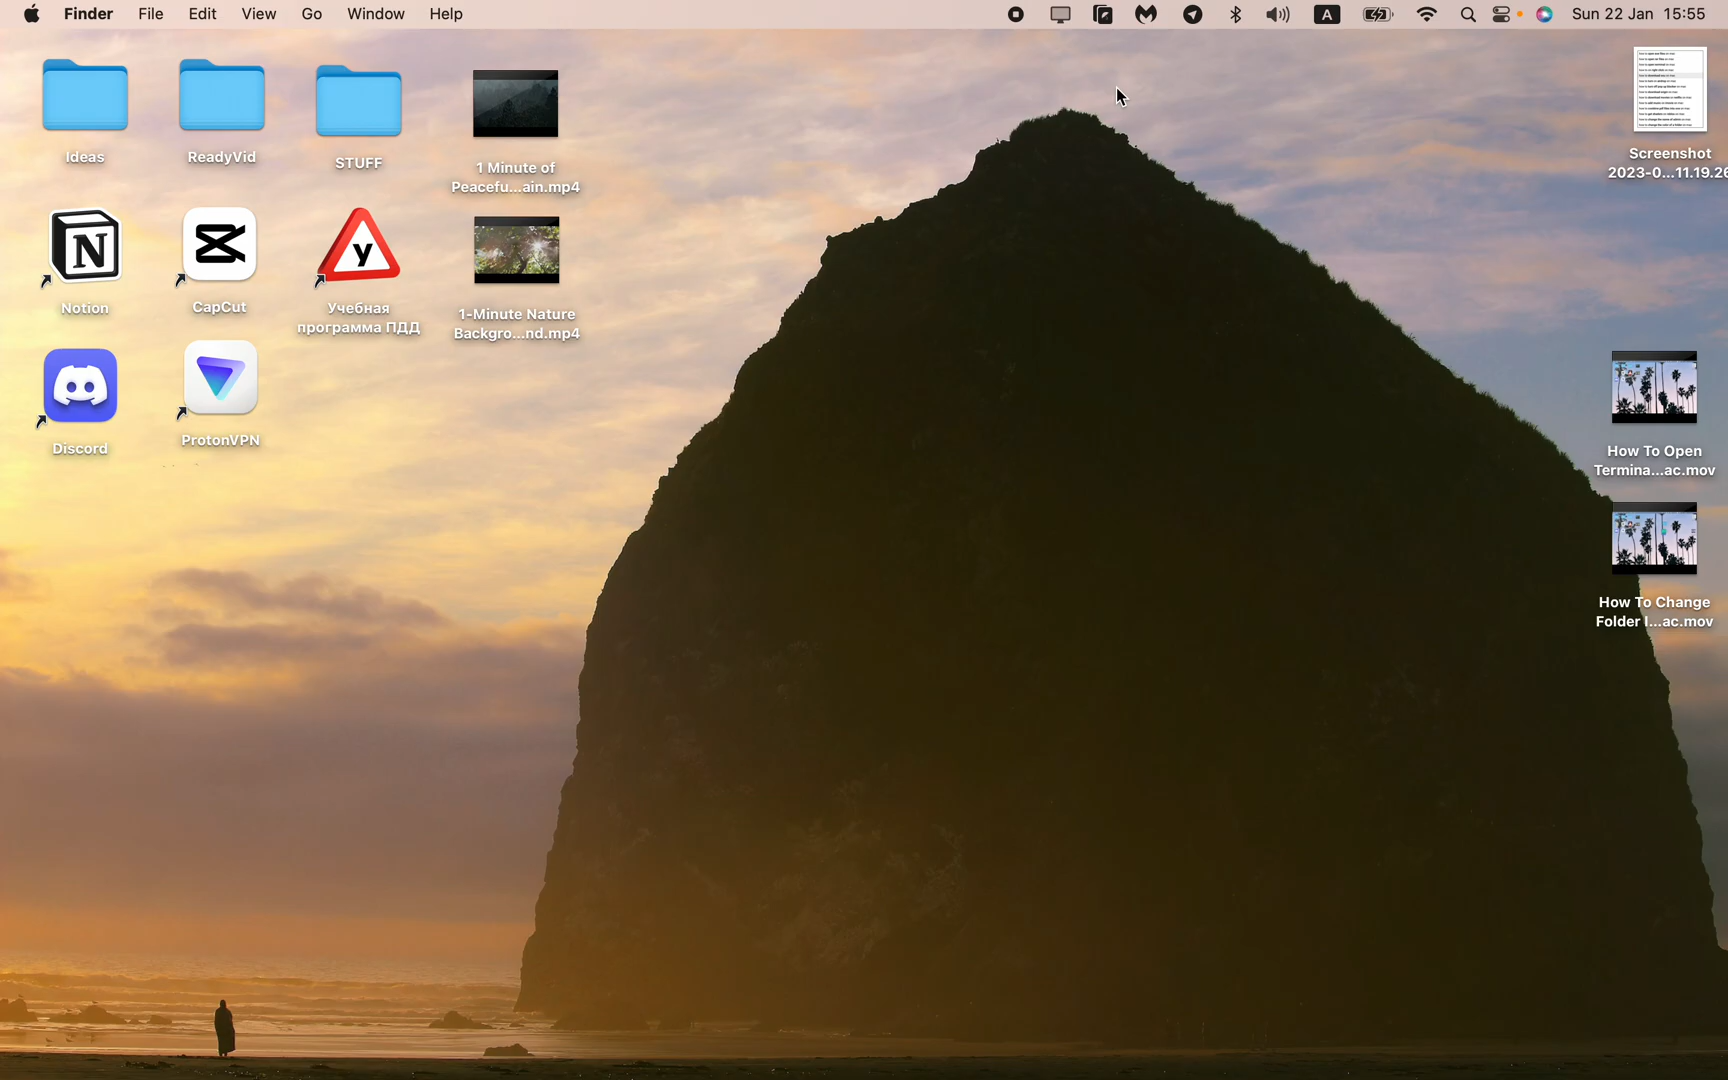 Finder File Edit View Go Window Help A Sun 22 Jan 15:55
Ideas
ReadyVid
STUFF
1 Minute of
Peacefu...ain.mp4
Screenshot
2023-0...11.19.26
N
Notion
CapCut
у
Учебная
программа ПДД
1-Minute Nature
Backgro...nd.mp4
Discord
ProtonVPN
How To Open
Termina...ac.mov
How To Change
Folder I...ac.mov